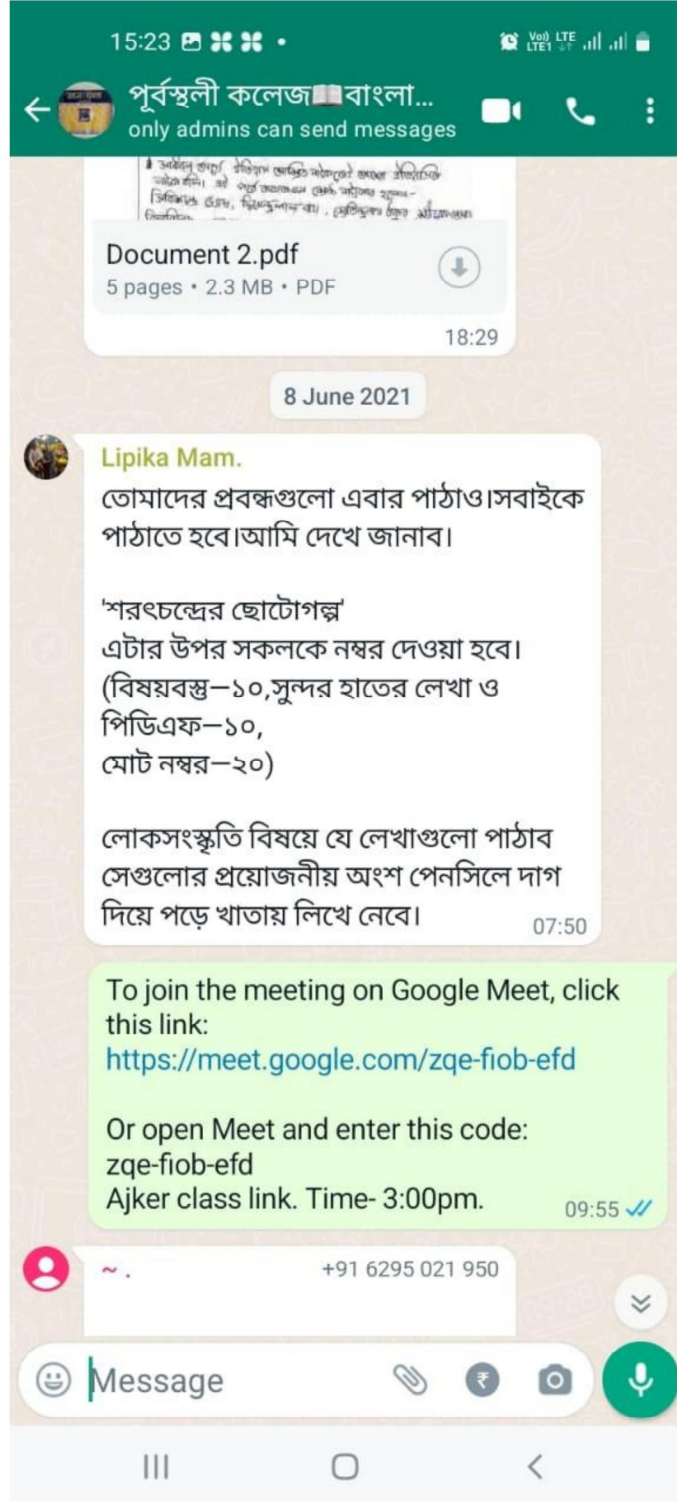 15:23
Vo)) LTE
LTE1
পূর্বস্থলী কলেজ📖বাংলা...
only admins can send messages
Document 2.pdf
5 pages • 2.3 MB • PDF
18:29
8 June 2021
Lipika Mam.
তোমাদের প্রবন্ধগুলো এবার পাঠাও।সবাইকে
পাঠাতে হবে।আমি দেখে জানাব।
'শরৎচন্দ্রের ছোটোগল্প'
এটার উপর সকলকে নম্বর দেওয়া হবে।
(বিষয়বস্তু—১০,সুন্দর হাতের লেখা ও
পিডিএফ—১০,
মোট নম্বর—২০)
লোকসংস্কৃতি বিষয়ে যে লেখাগুলো পাঠাব
সেগুলোর প্রয়োজনীয় অংশ পেনসিলে দাগ
দিয়ে পড়ে খাতায় লিখে নেবে।
07:50
To join the meeting on Google Meet, click
this link:
https://meet.google.com/zqe-fiob-efd
Or open Meet and enter this code:
zqe-fiob-efd
Ajker class link. Time- 3:00pm.
09:55
~ .
+91 6295 021 950
Message